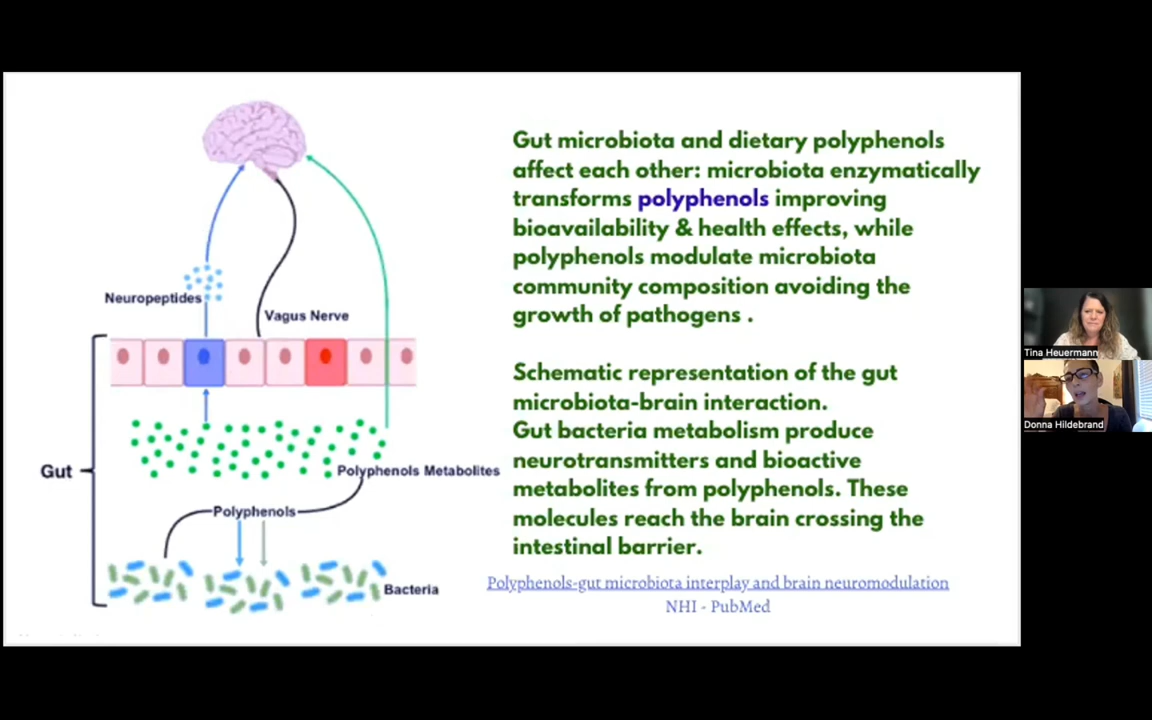 Neuropeptides
Vagus Nerve
Gut
Polyphenols Metabolites
Polyphenols
Bacteria
Gut microbiota and dietary polyphenols
affect each other: microbiota enzymatically
transforms polyphenols improving
bioavailability & health effects, while
polyphenols modulate microbiota
community composition avoiding the
growth of pathogens .
Schematic representation of the gut
microbiota-brain interaction.
Gut bacteria metabolism produce
neurotransmitters and bioactive
metabolites from polyphenols. These
molecules reach the brain crossing the
intestinal barrier.
Polyphenols-gut microbiota interplay and brain neuromodulation
NHI - PubMed
Tina Heuermann
Donna Hildebrand